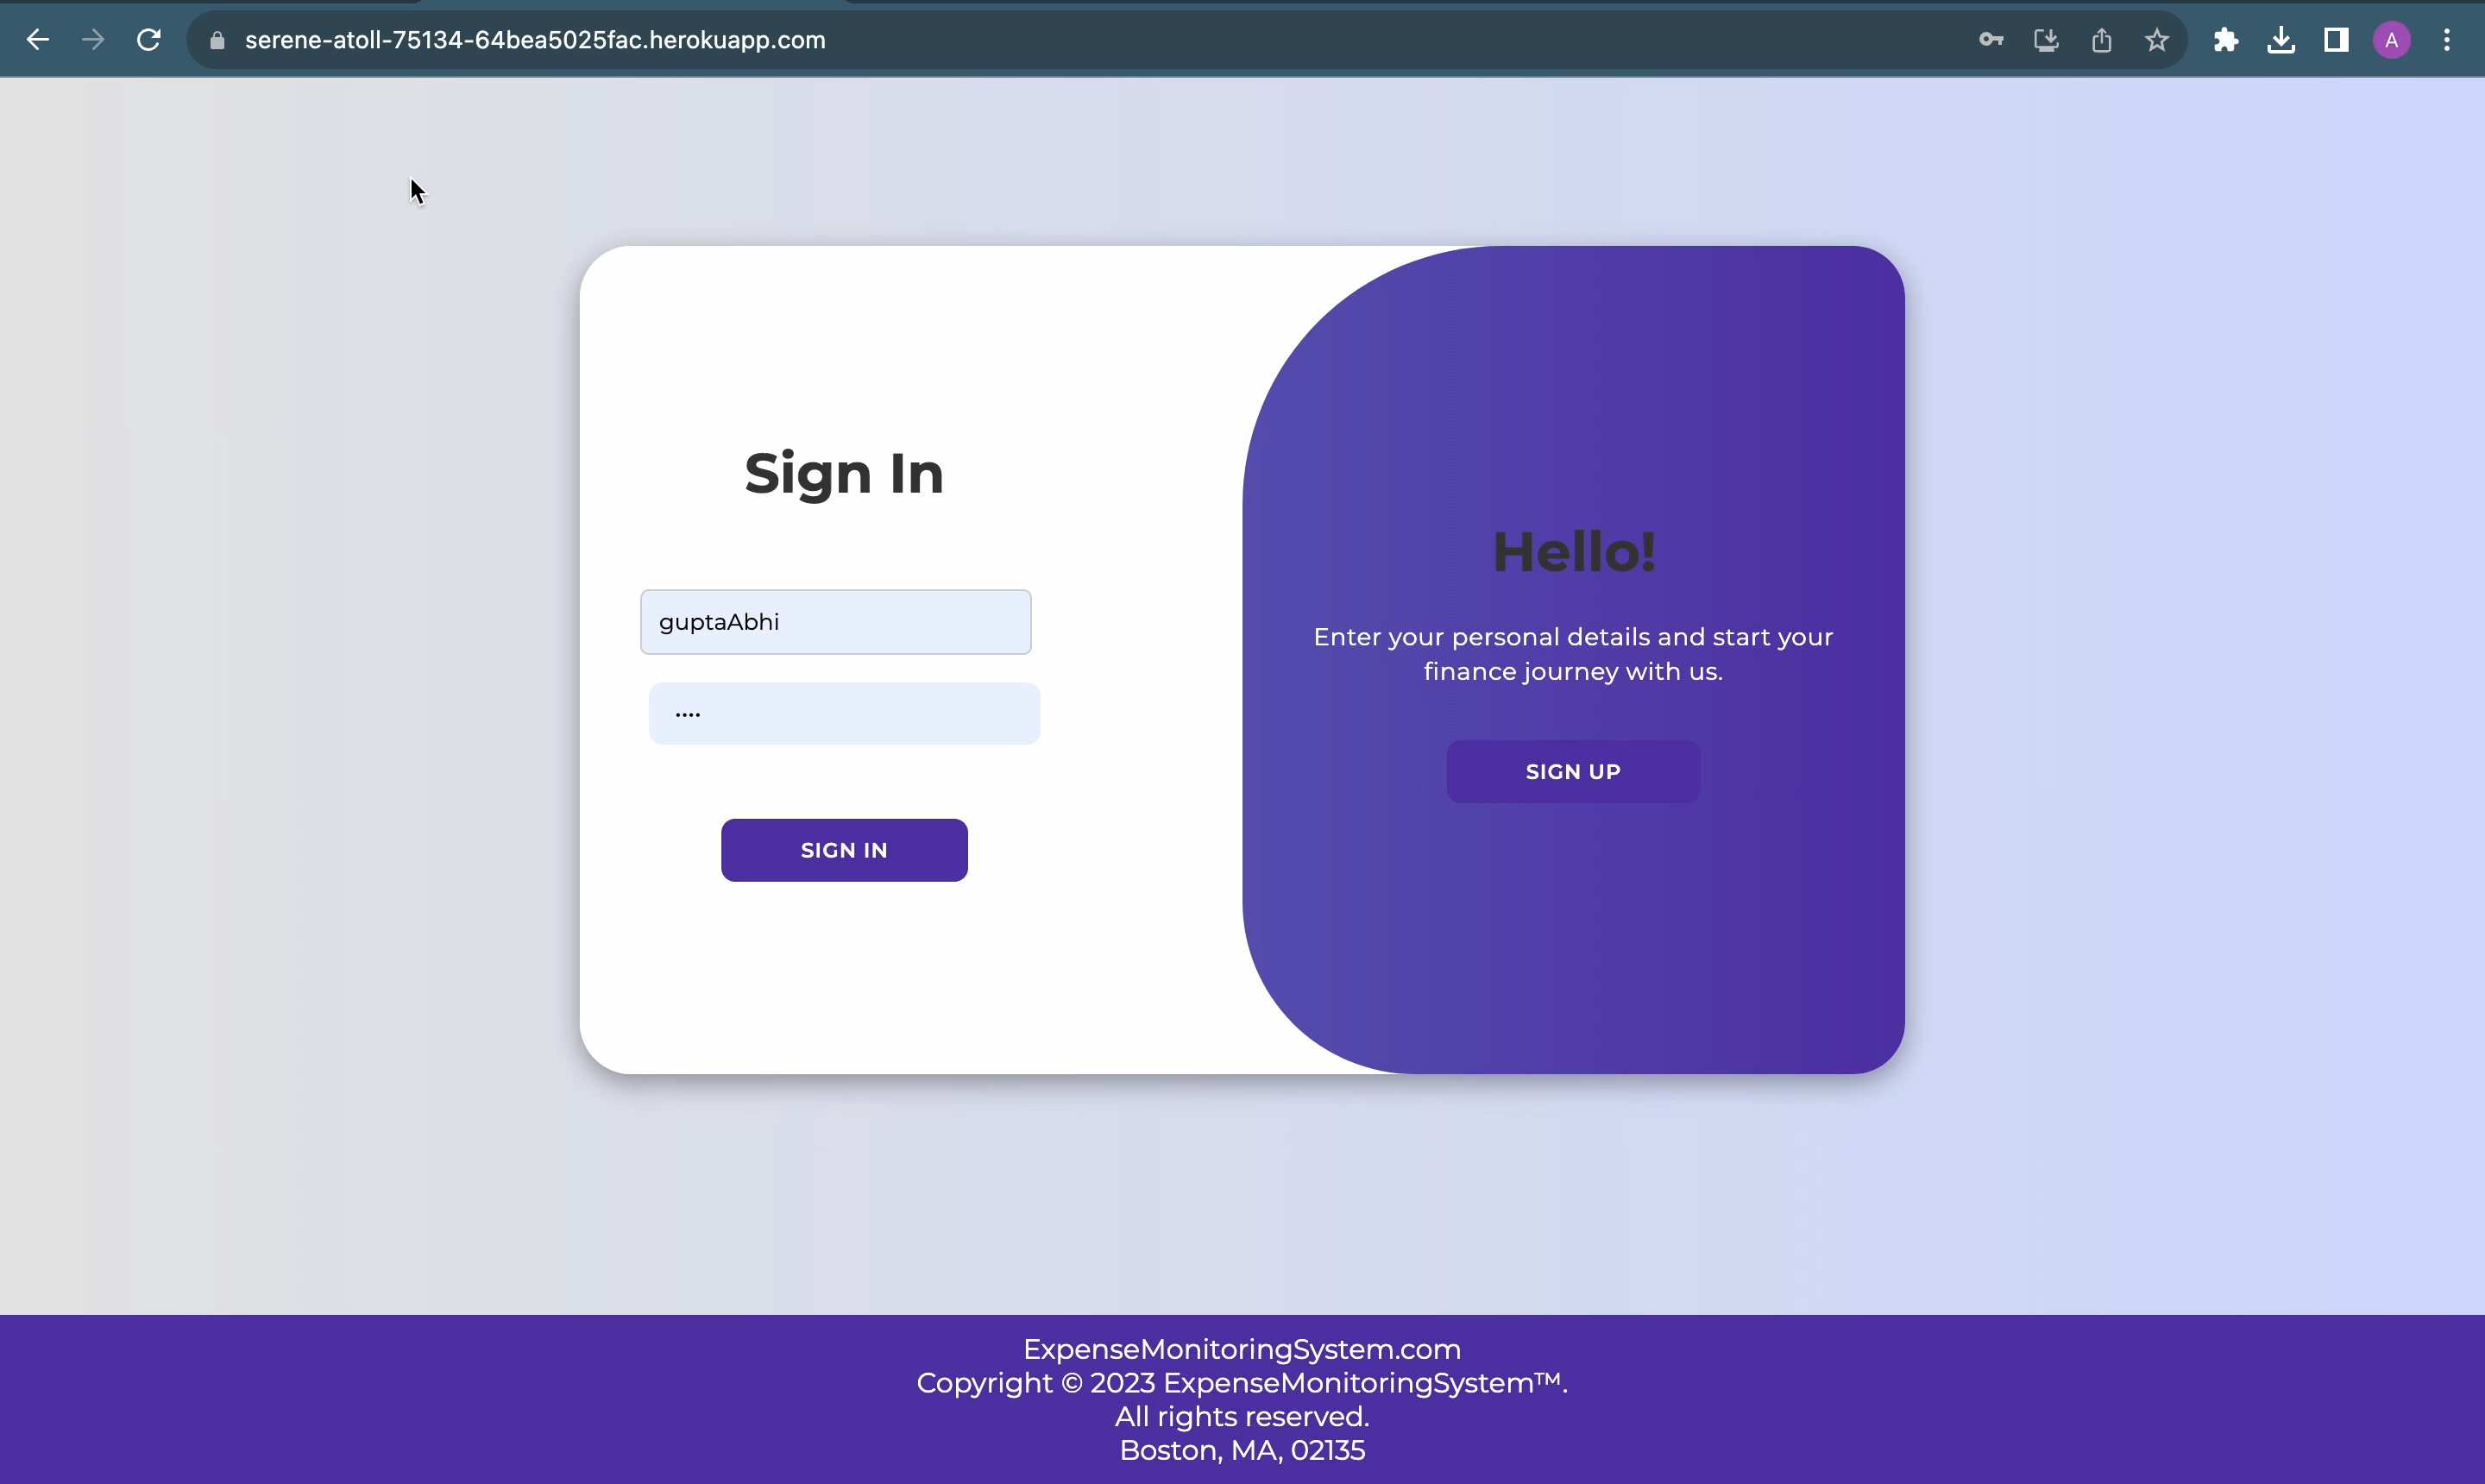 serene-atoll-75134-64bea5025fac.herokuapp.com
A
Sign In
guptaAbhi
••••
SIGN IN
Hello!
Enter your personal details and start your
finance journey with us.
SIGN UP
ExpenseMonitoringSystem.com
Copyright © 2023 ExpenseMonitoringSystem™.
All rights reserved.
Boston, MA, 02135